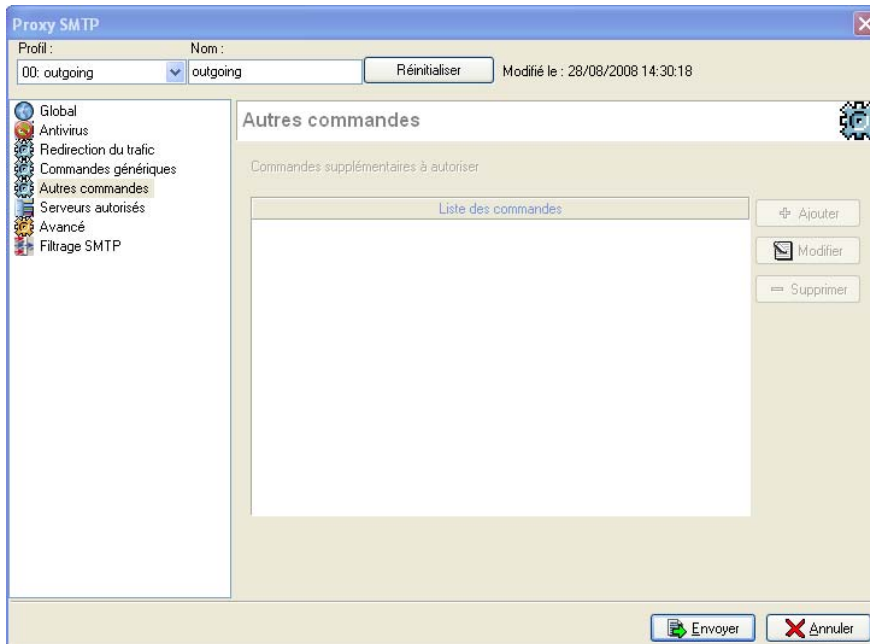 Proxy SMTP
Profil :
Nom :
00: outgoing
outgoing
Réinitialiser
Modifié le : 28/08/2008 14:30:18
Global
Antivirus
Redirection du trafic
Commandes génériques
Autres commandes
Serveurs autorisés
Avancé
Filtrage SMTP
Autres commandes
Commandes supplémentaires à autoriser
Liste des commandes
Ajouter
Modifier
Supprimer
Envoyer
Annuler